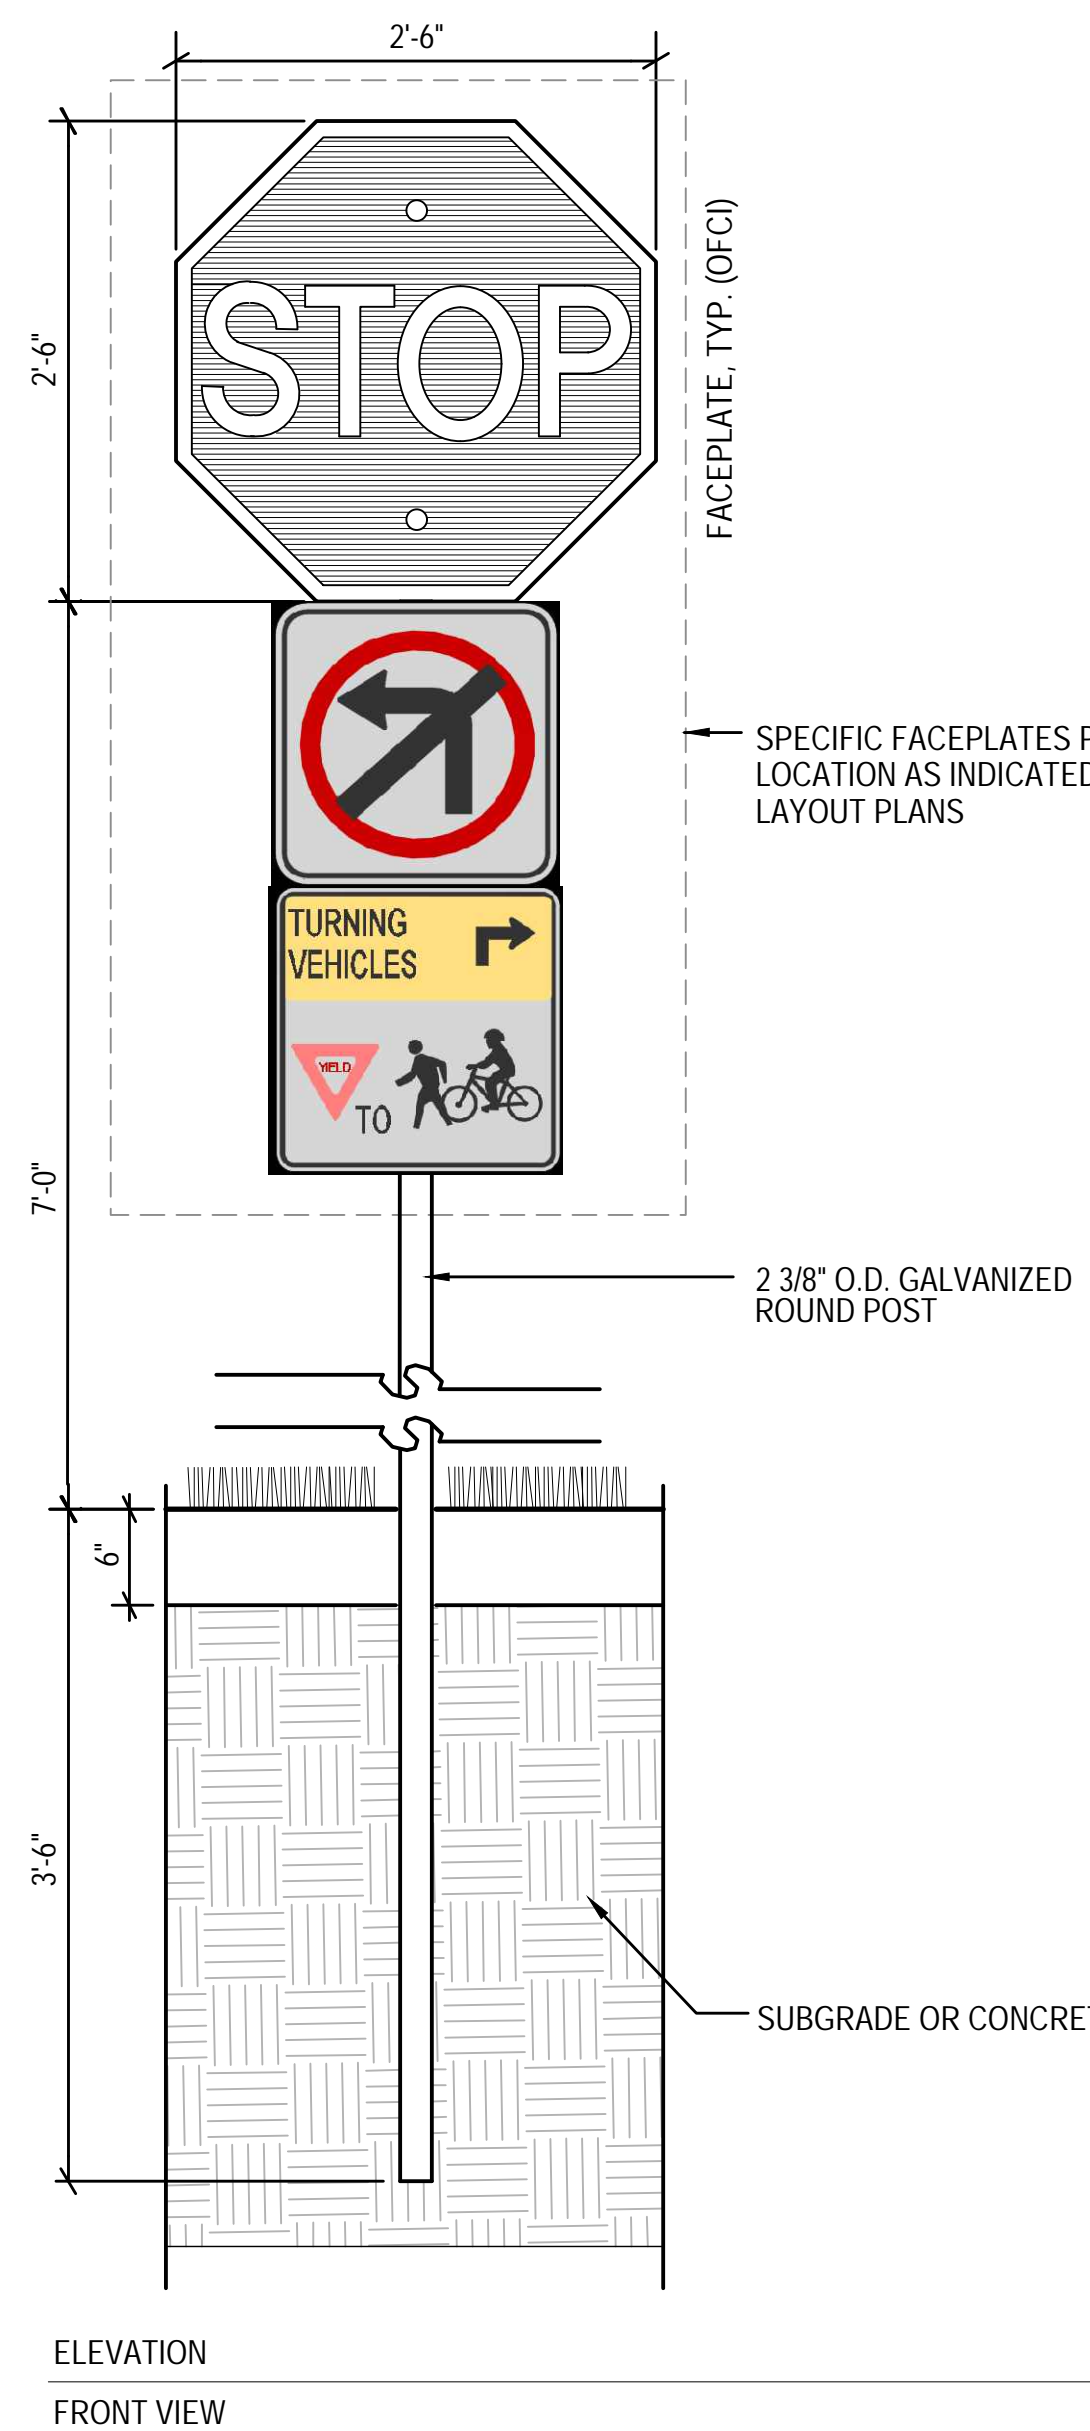 2'-6"
2'-6"
STOP
FACEPLATE, TYP. (OFCI)
SPECIFIC FACEPLATES
LOCATION AS INDICATED
LAYOUT PLANS
TURNING
VEHICLES
YIELD
TO
7'-0"
2 3/8" O.D. GALVANIZED
ROUND POST
6"
3'-6"
SUBGRADE OR
ELEVATION
FRONT VIEW